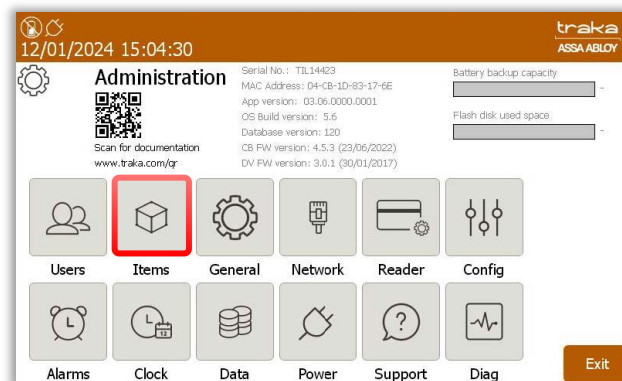 traka
12/01/2024 15:04:30
ASSA ABLOY
Administration
Serial No.: TIL14423
MAC Address: D4-CB-1D-83-17-6E
App version: 03.06.0000.0001
OS Build version: 5.6
Database version: 120
CB FW version: 4.5.3 (23/06/2022)
DV FW version: 3.0.1 (30/01/2017)
Battery backup capacity
-
Flash disk used space
-
Scan for documentation
www.traka.com/qr
Users Items General Network Reader Config
L L 12 ?
Alarms Clock Data Power Support Diag
Exit